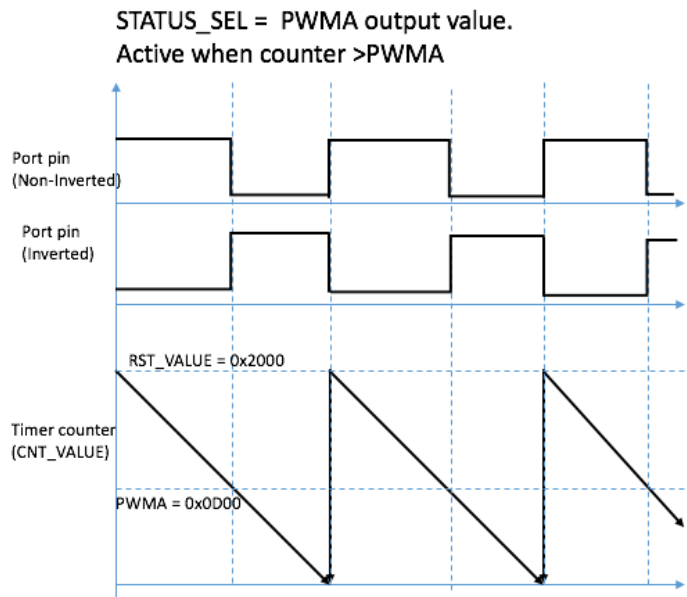 STATUS_SEL = PWMA output value.
Active when counter >PWMA
Port pin
(Non-Inverted)
Port pin
(Inverted)
RST_VALUE = 0x2000
Timer counter
(CNT_VALUE)
PWMA = 0x0D00